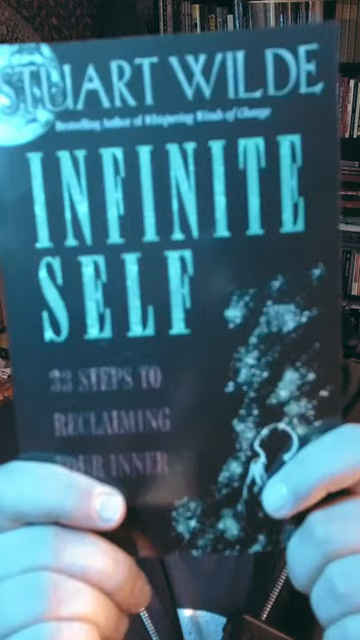 STUART WILDE
Bestselling Author of Whispering Winds of Change
INFINITE
SELF
33 STEPS TO
RECLAIMING
YOUR INNER